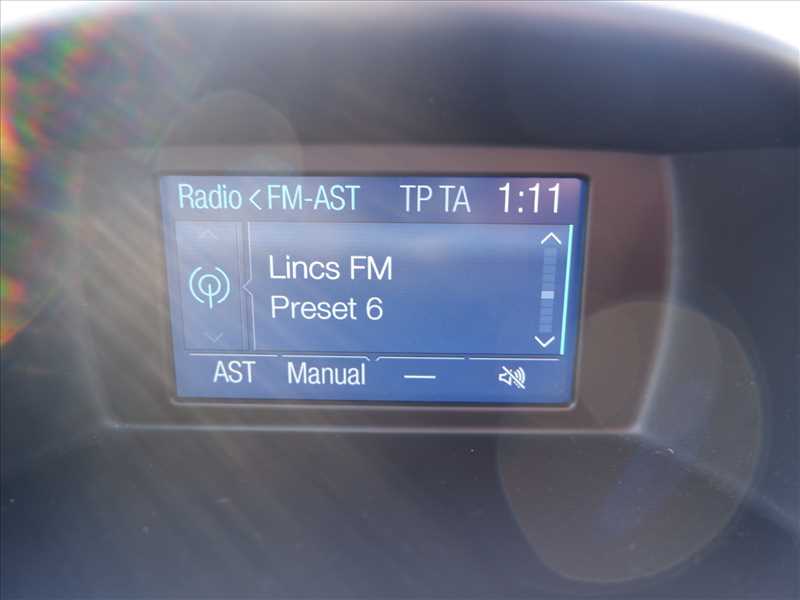 Radio < FM-AST TP TA 1:11
Lincs FM
Preset 6
AST Manual —